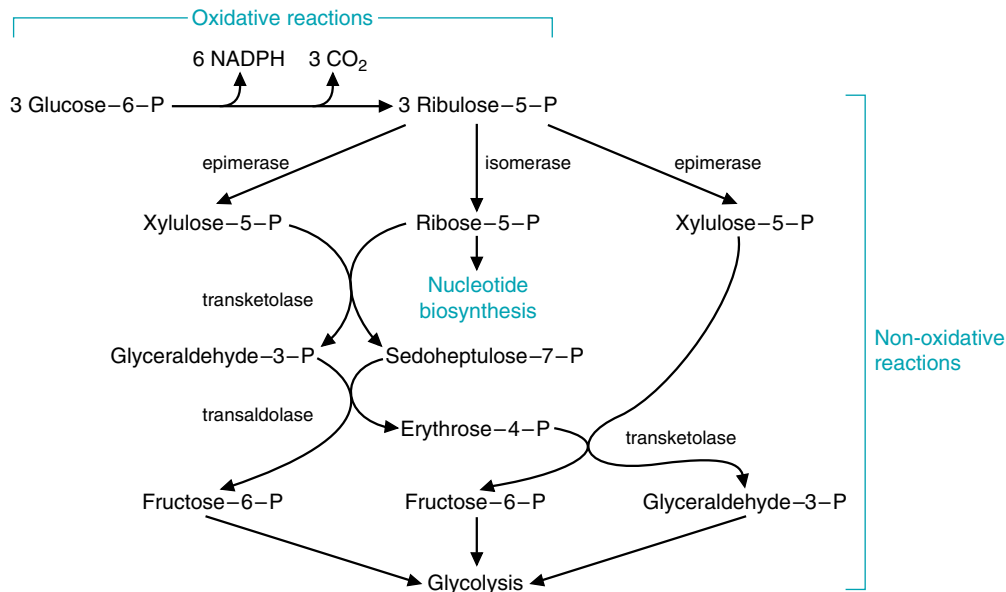 Oxidative reactions
6 NADPH
3 CO₂
3 Glucose–6–P
3 Ribulose–5–P
epimerase
isomerase
epimerase
Xylulose–5–P
Ribose–5–P
Xylulose–5–P
Nucleotide
biosynthesis
transketolase
Glyceraldehyde–3–P
Sedoheptulose–7–P
Non-oxidative
reactions
transaldolase
Erythrose–4–P
transketolase
Fructose–6–P
Fructose–6–P
Glyceraldehyde–3–P
Glycolysis